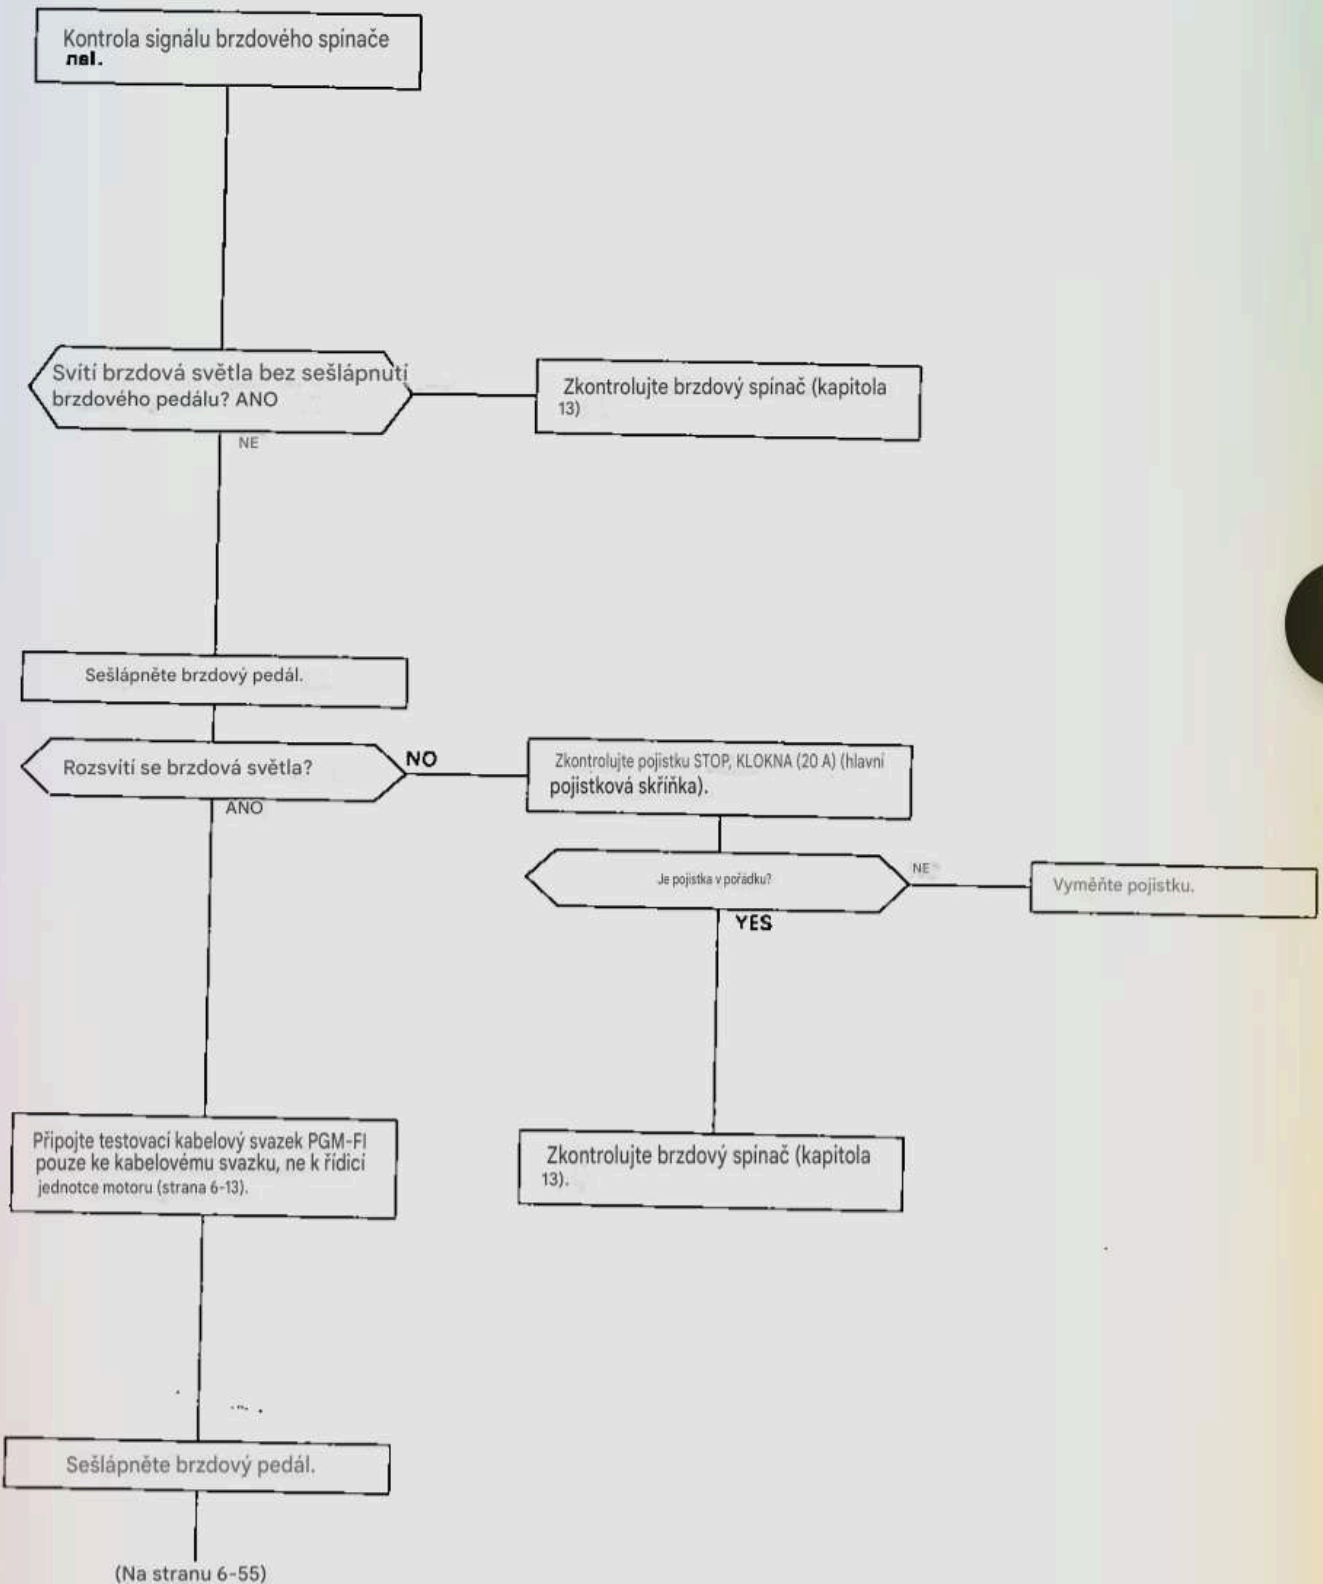 Kontrola signálu brzdového spínače
nal.
Svítí brzdová světla bez sešlápnutí
brzdového pedálu? ANO
NE
Zkontrolujte brzdový spínač (kapitola
13)
Sešlápněte brzdový pedál.
Rozsvítí se brzdová světla?
NO
ANO
Zkontrolujte pojistku STOP, KLOKNA (20 A) (hlavní
pojistková skříňka).
Je pojistka v pořádku?
NE
YES
Vyměňte pojistku.
Připojte testovací kabelový svazek PGM-FI
pouze ke kabelovému svazku, ne k řídicí
jednotce motoru (strana 6-13).
Zkontrolujte brzdový spínač (kapitola
13).
Sešlápněte brzdový pedál.
(Na stranu 6-55)